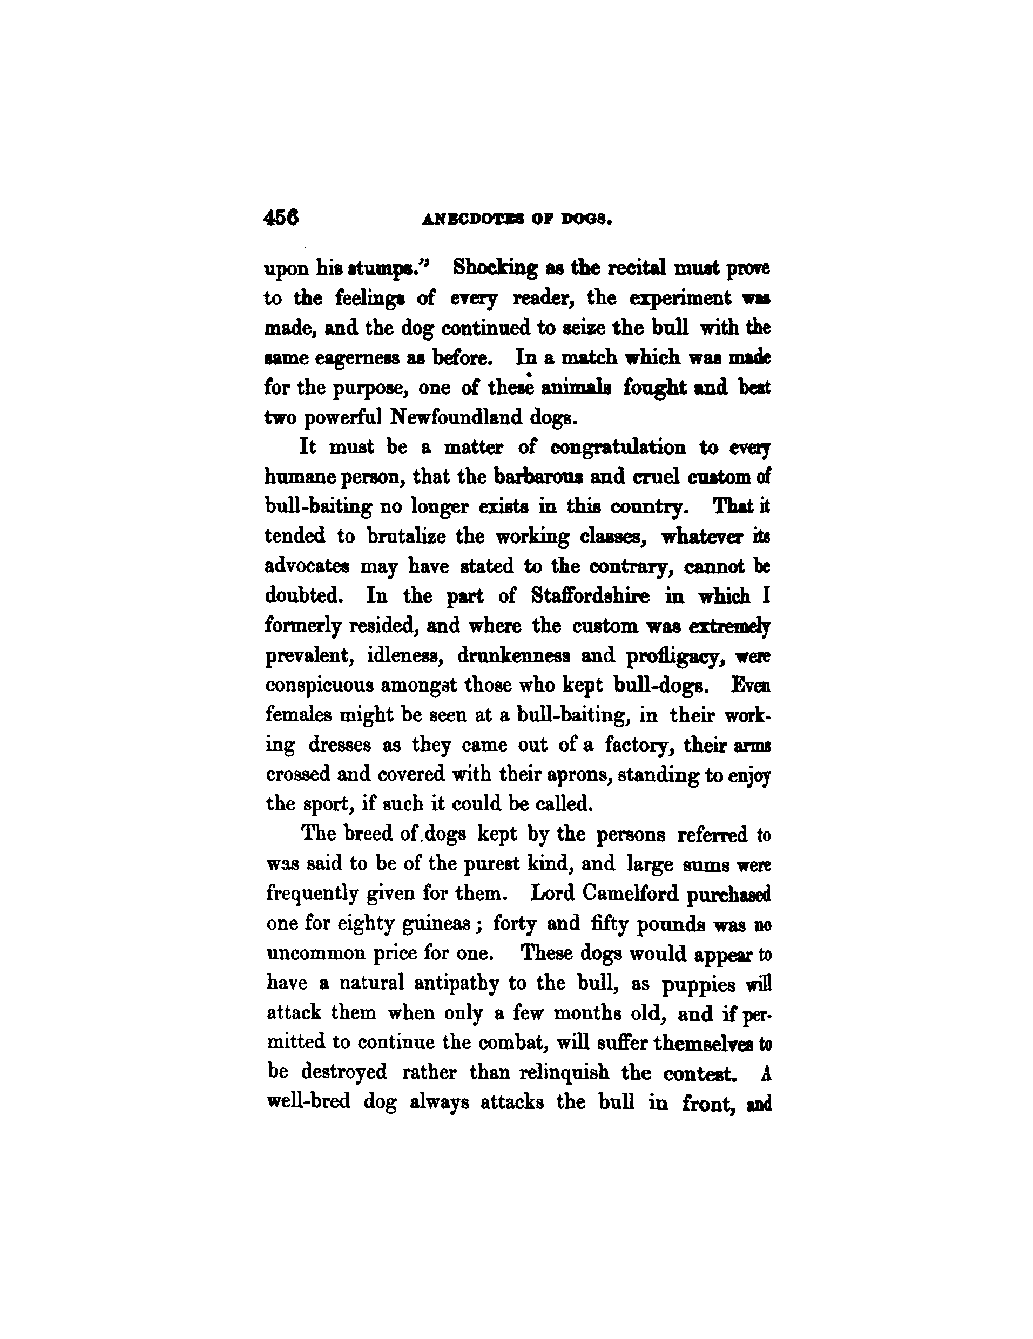 456 ANECDOTES OF DOGS.
upon his stumps." Shocking as the recital must prove
to the feelings of every reader, the experiment was
made, and the dog continued to seize the bull with the
same eagerness as before. In a match which was made
for the purpose, one of these animals fought and beat
two powerful Newfoundland dogs.
It must be a matter of congratulation to every
humane person, that the barbarous and cruel custom of
bull-baiting no longer exists in this country. That it
tended to brutalize the working classes, whatever its
advocates may have stated to the contrary, cannot be
doubted. In the part of Staffordshire in which I
formerly resided, and where the custom was extremely
prevalent, idleness, drunkenness and profligacy, were
conspicuous amongst those who kept bull-dogs. Even
females might be seen at a bull-baiting, in their work-
ing dresses as they came out of a factory, their arms
crossed and covered with their aprons, standing to enjoy
the sport, if such it could be called.
The breed of dogs kept by the persons referred to
was said to be of the purest kind, and large sums were
frequently given for them. Lord Camelford purchased
one for eighty guineas; forty and fifty pounds was no
uncommon price for one. These dogs would appear to
have a natural antipathy to the bull, as puppies will
attack them when only a few months old, and if per-
mitted to continue the combat, will suffer themselves to
be destroyed rather than relinquish the contest. A
well-bred dog always attacks the bull in front, and